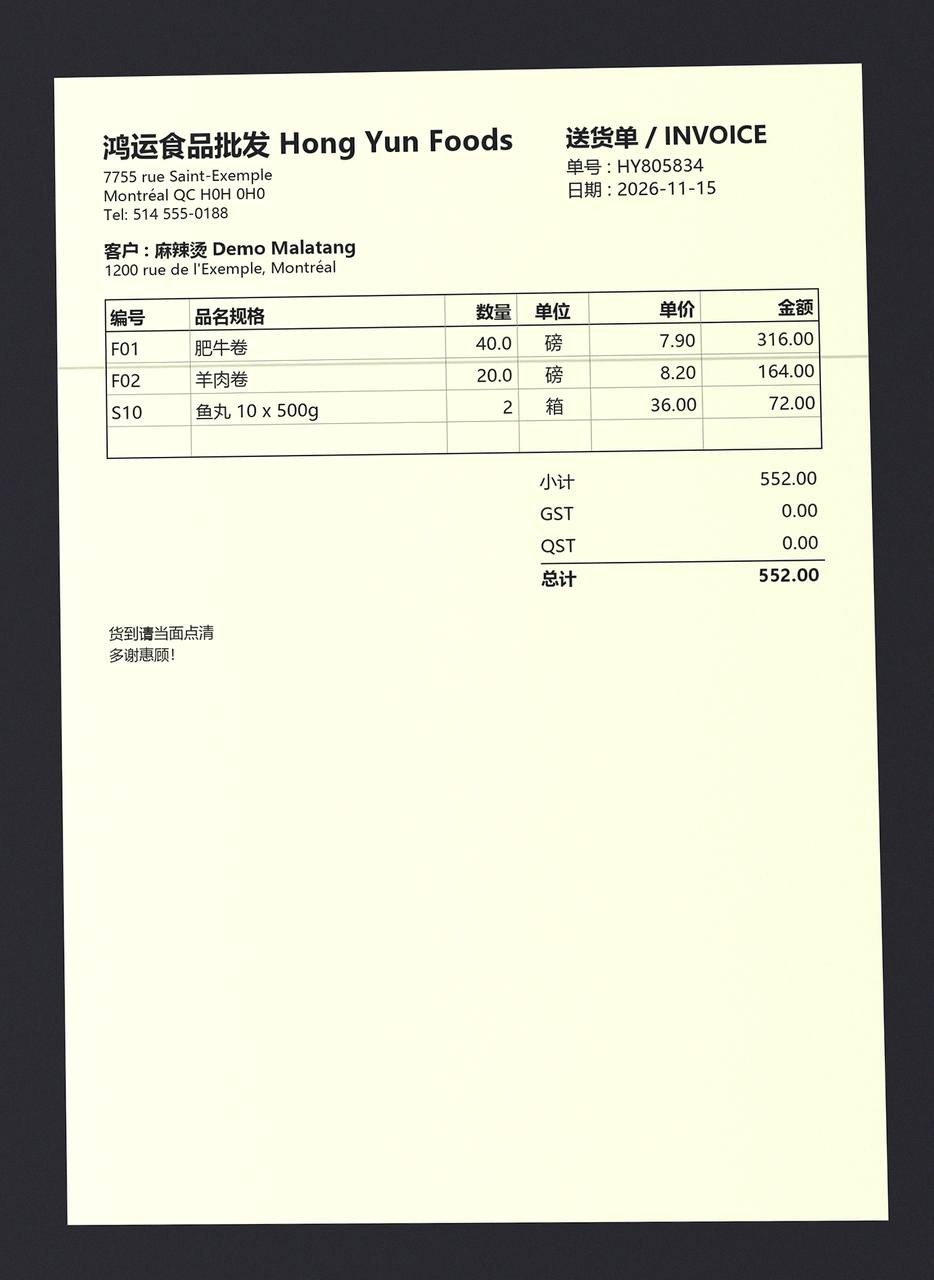 鸿运食品批发 Hong Yun Foods
7755 rue Saint-Exemple
Montréal QC H0H 0H0
Tel: 514 555-0188
送货单 / INVOICE
单号 : HY805834
日期 : 2026-11-15
客户 : 麻辣烫 Demo Malatang
1200 rue de l'Exemple, Montréal
编号 品名规格 数量 单位 单价 金额
F01 肥牛卷 40.0 磅 7.90 316.00
F02 羊肉卷 20.0 磅 8.20 164.00
S10 鱼丸 10 x 500g 2 箱 36.00 72.00
小计 552.00
GST 0.00
QST 0.00
总计 552.00
货到请当面点清
多谢惠顾！